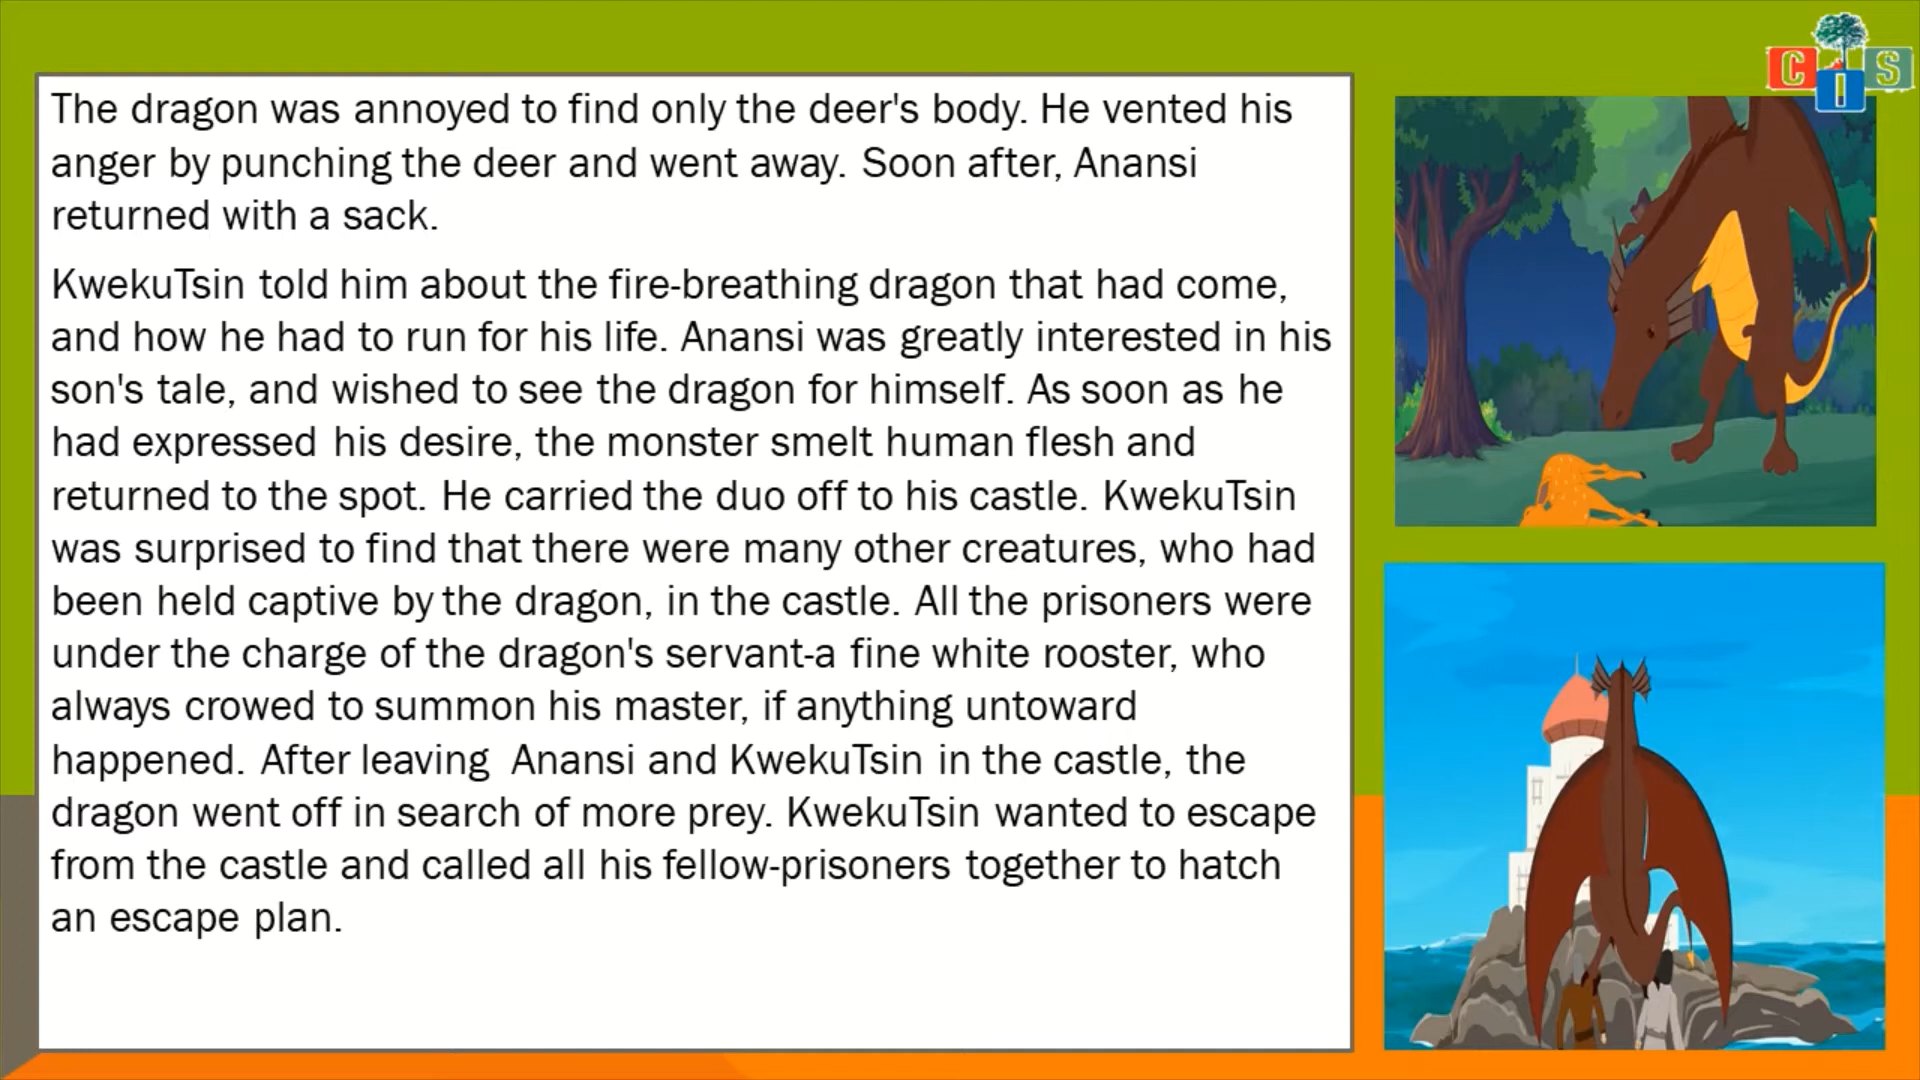 The dragon was annoyed to find only the deer's body. He vented his
anger by punching the deer and went away. Soon after, Anansi
returned with a sack.
KwekuTsin told him about the fire-breathing dragon that had come,
and how he had to run for his life. Anansi was greatly interested in his
son's tale, and wished to see the dragon for himself. As soon as he
had expressed his desire, the monster smelt human flesh and
returned to the spot. He carried the duo off to his castle. KwekuTsin
was surprised to find that there were many other creatures, who had
been held captive by the dragon, in the castle. All the prisoners were
under the charge of the dragon's servant-a fine white rooster, who
always crowed to summon his master, if anything untoward
happened. After leaving  Anansi and KwekuTsin in the castle, the
dragon went off in search of more prey. KwekuTsin wanted to escape
from the castle and called all his fellow-prisoners together to hatch
an escape plan.
C I S